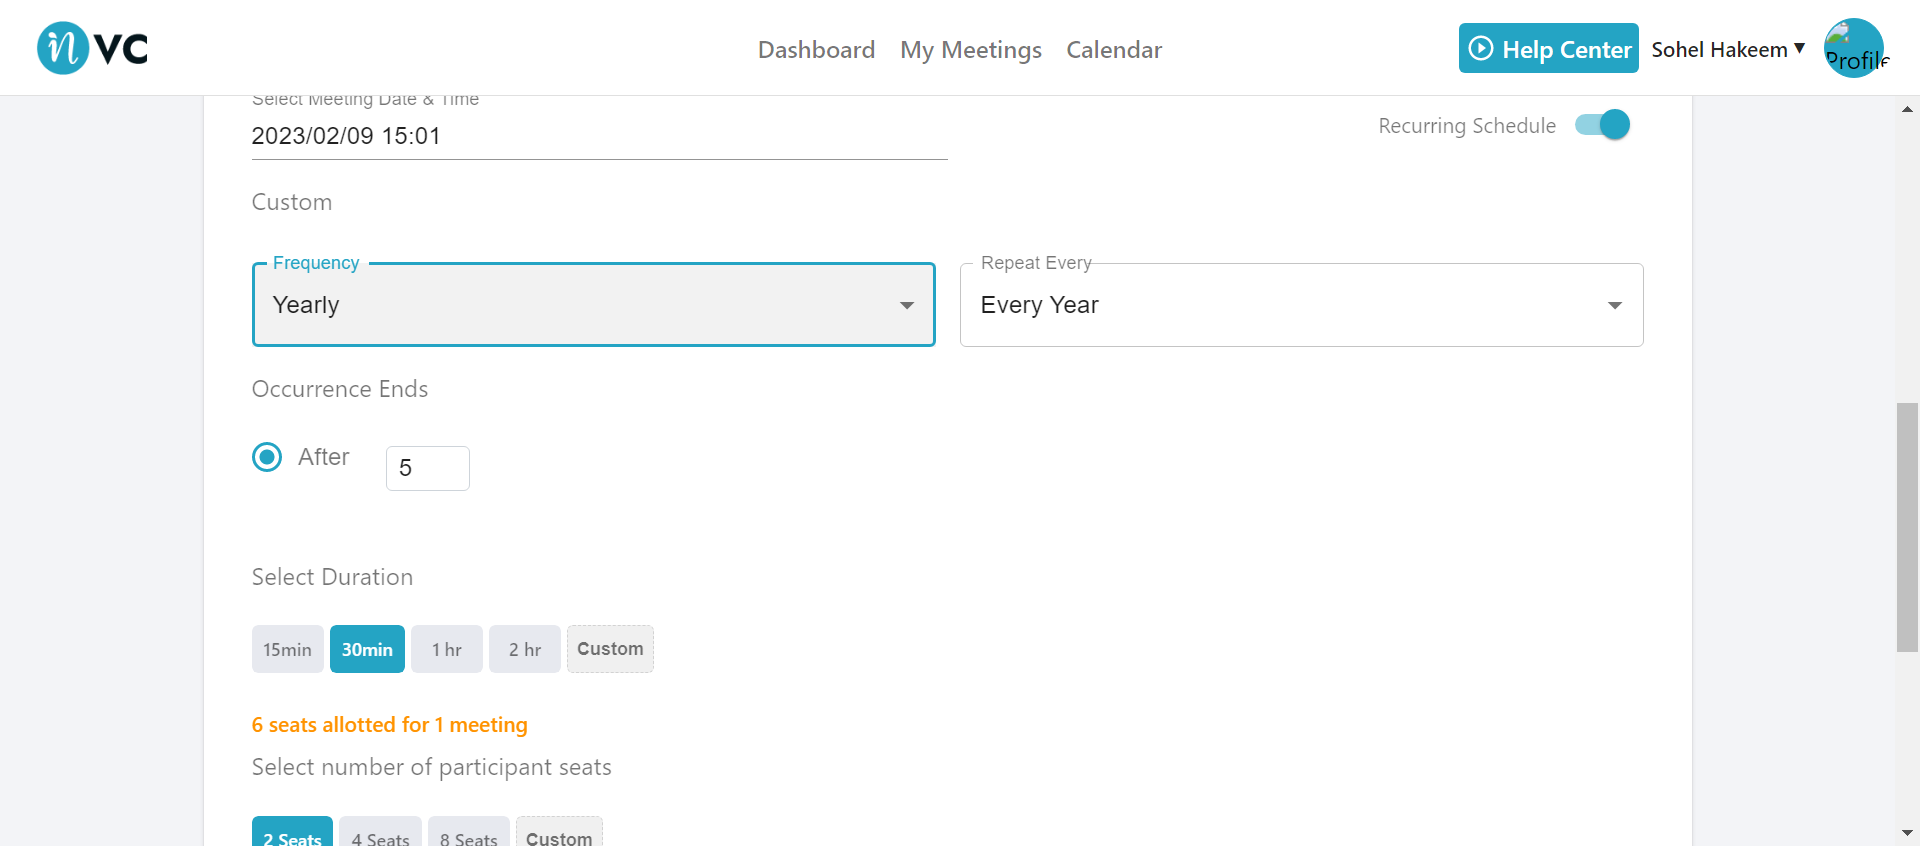 n VC
Dashboard My Meetings Calendar
Help Center
Sohel Hakeem
Profile
Select Meeting Date & Time
2023/02/09 15:01
Recurring Schedule
Custom
Frequency
Yearly
Repeat Every
Every Year
Occurrence Ends
After
5
Select Duration
15min 30min 1 hr 2 hr Custom
6 seats allotted for 1 meeting
Select number of participant seats
2 Seats 4 Seats 8 Seats Custom